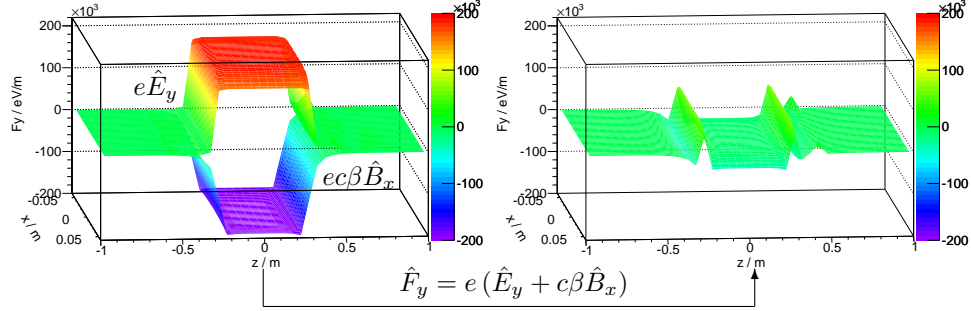 ×10³ ×10³
200 200
100 100
0 0
-100 -100
200 -200
Fy / eV/m
eÊ_y
ecβB̂_x
-0.05
0
0.05
x / m
-1 -0.5 0 0.5 1
z / m
×10³ ×10³
200 200
100 100
0 0
-100 -100
200 -200
Fy / eV/m
-0.05
0
0.05
x / m
-1 -0.5 0 0.5 1
z / m
F̂_y = e (Ê_y + cβB̂_x)